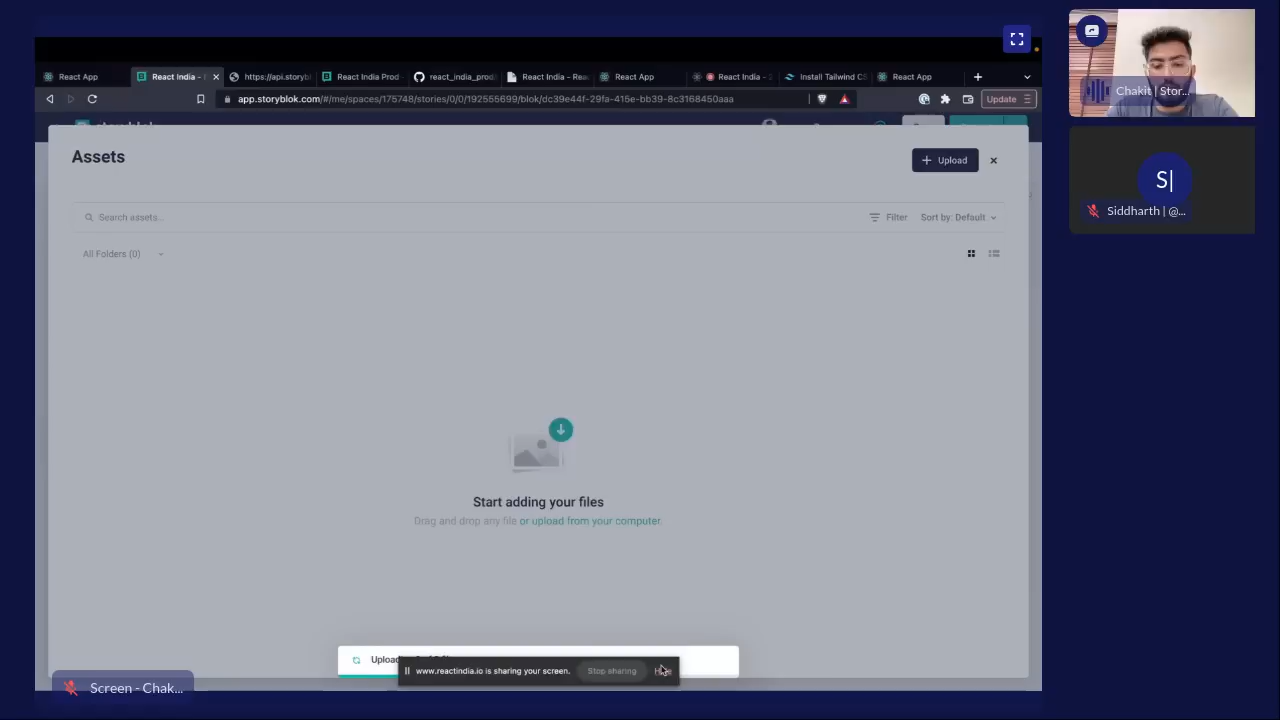 React App
React India -
https://api.storybl
React India Prod
react_india_prod
React India - Rea
React App
React India -
Install Tailwind CS
React App
app.storyblok.com/#/me/spaces/175748/stories/0/0/192555699/blok/dc39e44f-29fa-415e-bb39-8c3168450aaa
Update
Assets
Upload
Search assets...
Filter
Sort by: Default
All Folders (0)
Start adding your files
Drag and drop any file or upload from your computer
Upload
www.reactindia.io is sharing your screen.
Stop sharing
Screen - Chak...
Chakit | Stor...
S|
Siddharth | @...